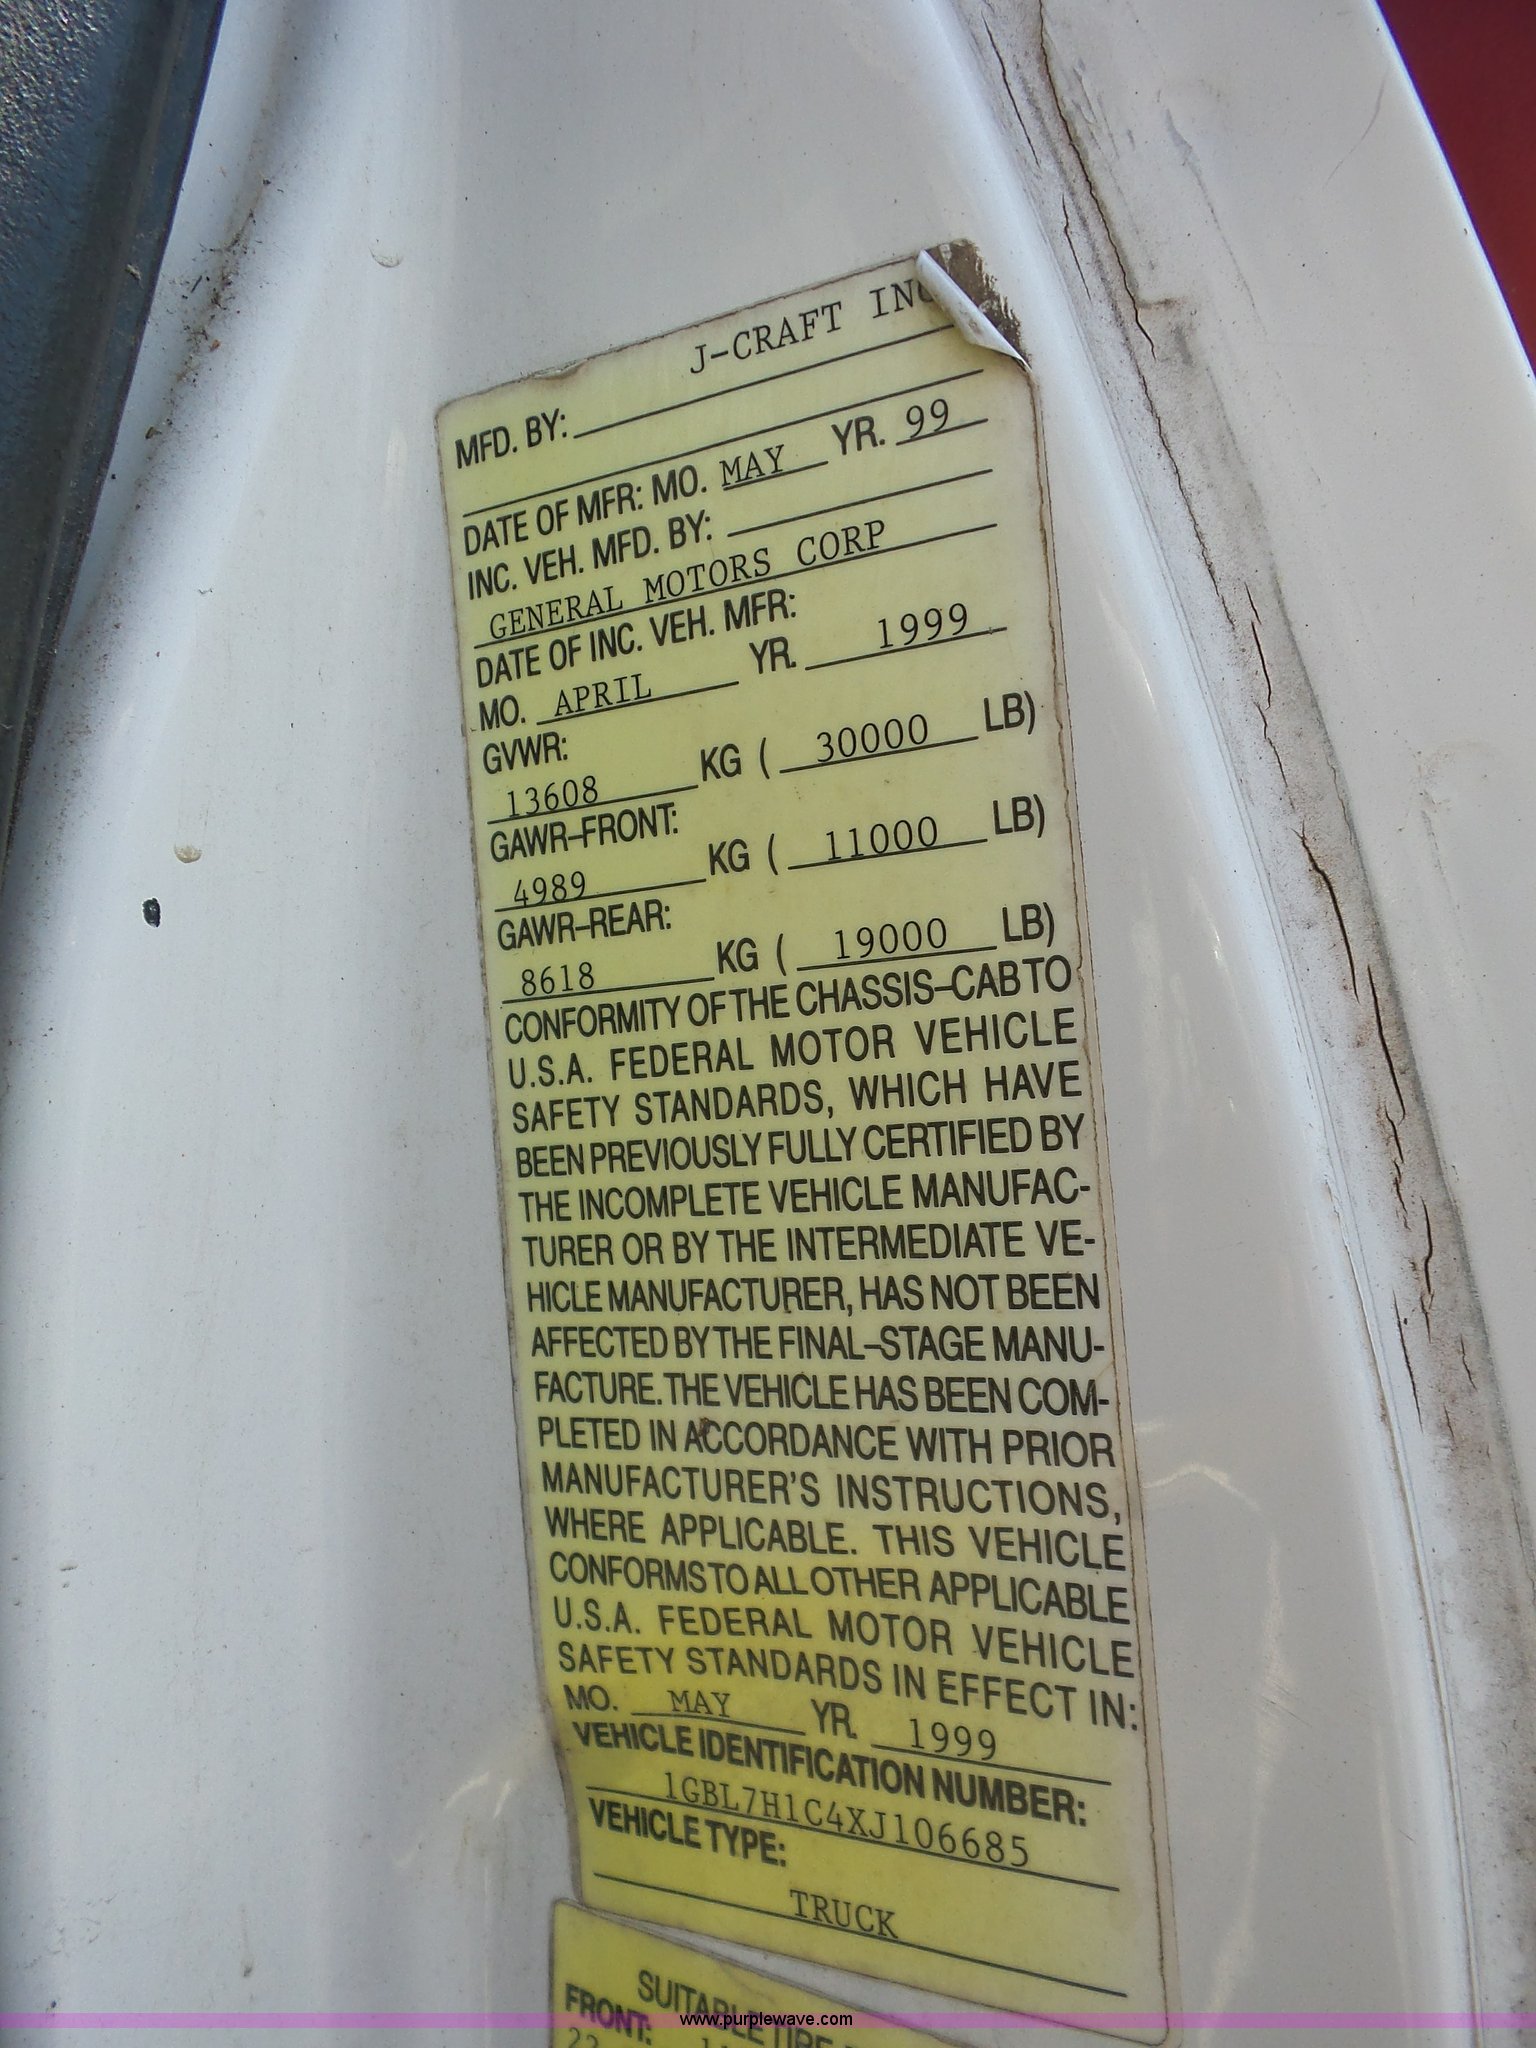 MFD. BY: J-CRAFT INC
DATE OF MFR: MO. MAY YR. 99
INC. VEH. MFD. BY:
GENERAL MOTORS CORP
DATE OF INC. VEH. MFR:
MO. APRIL YR. 1999
GVWR:
13608 KG ( 30000 LB)
GAWR-FRONT:
4989 KG ( 11000 LB)
GAWR-REAR:
8618 KG ( 19000 LB)
CONFORMITY OF THE CHASSIS-CAB TO
U.S.A. FEDERAL MOTOR VEHICLE
SAFETY STANDARDS, WHICH HAVE
BEEN PREVIOUSLY FULLY CERTIFIED BY
THE INCOMPLETE VEHICLE MANUFAC-
TURER OR BY THE INTERMEDIATE VE-
HICLE MANUFACTURER, HAS NOT BEEN
AFFECTED BY THE FINAL-STAGE MANU-
FACTURE. THE VEHICLE HAS BEEN COM-
PLETED IN ACCORDANCE WITH PRIOR
MANUFACTURER'S INSTRUCTIONS,
WHERE APPLICABLE. THIS VEHICLE
CONFORMS TO ALL OTHER APPLICABLE
U.S.A. FEDERAL MOTOR VEHICLE
SAFETY STANDARDS IN EFFECT IN:
MO. MAY YR. 1999
VEHICLE IDENTIFICATION NUMBER:
1GBL7H1C4XJ106685
VEHICLE TYPE:
TRUCK
SUITABLE TIRE
FRONT:
www.purplewave.com